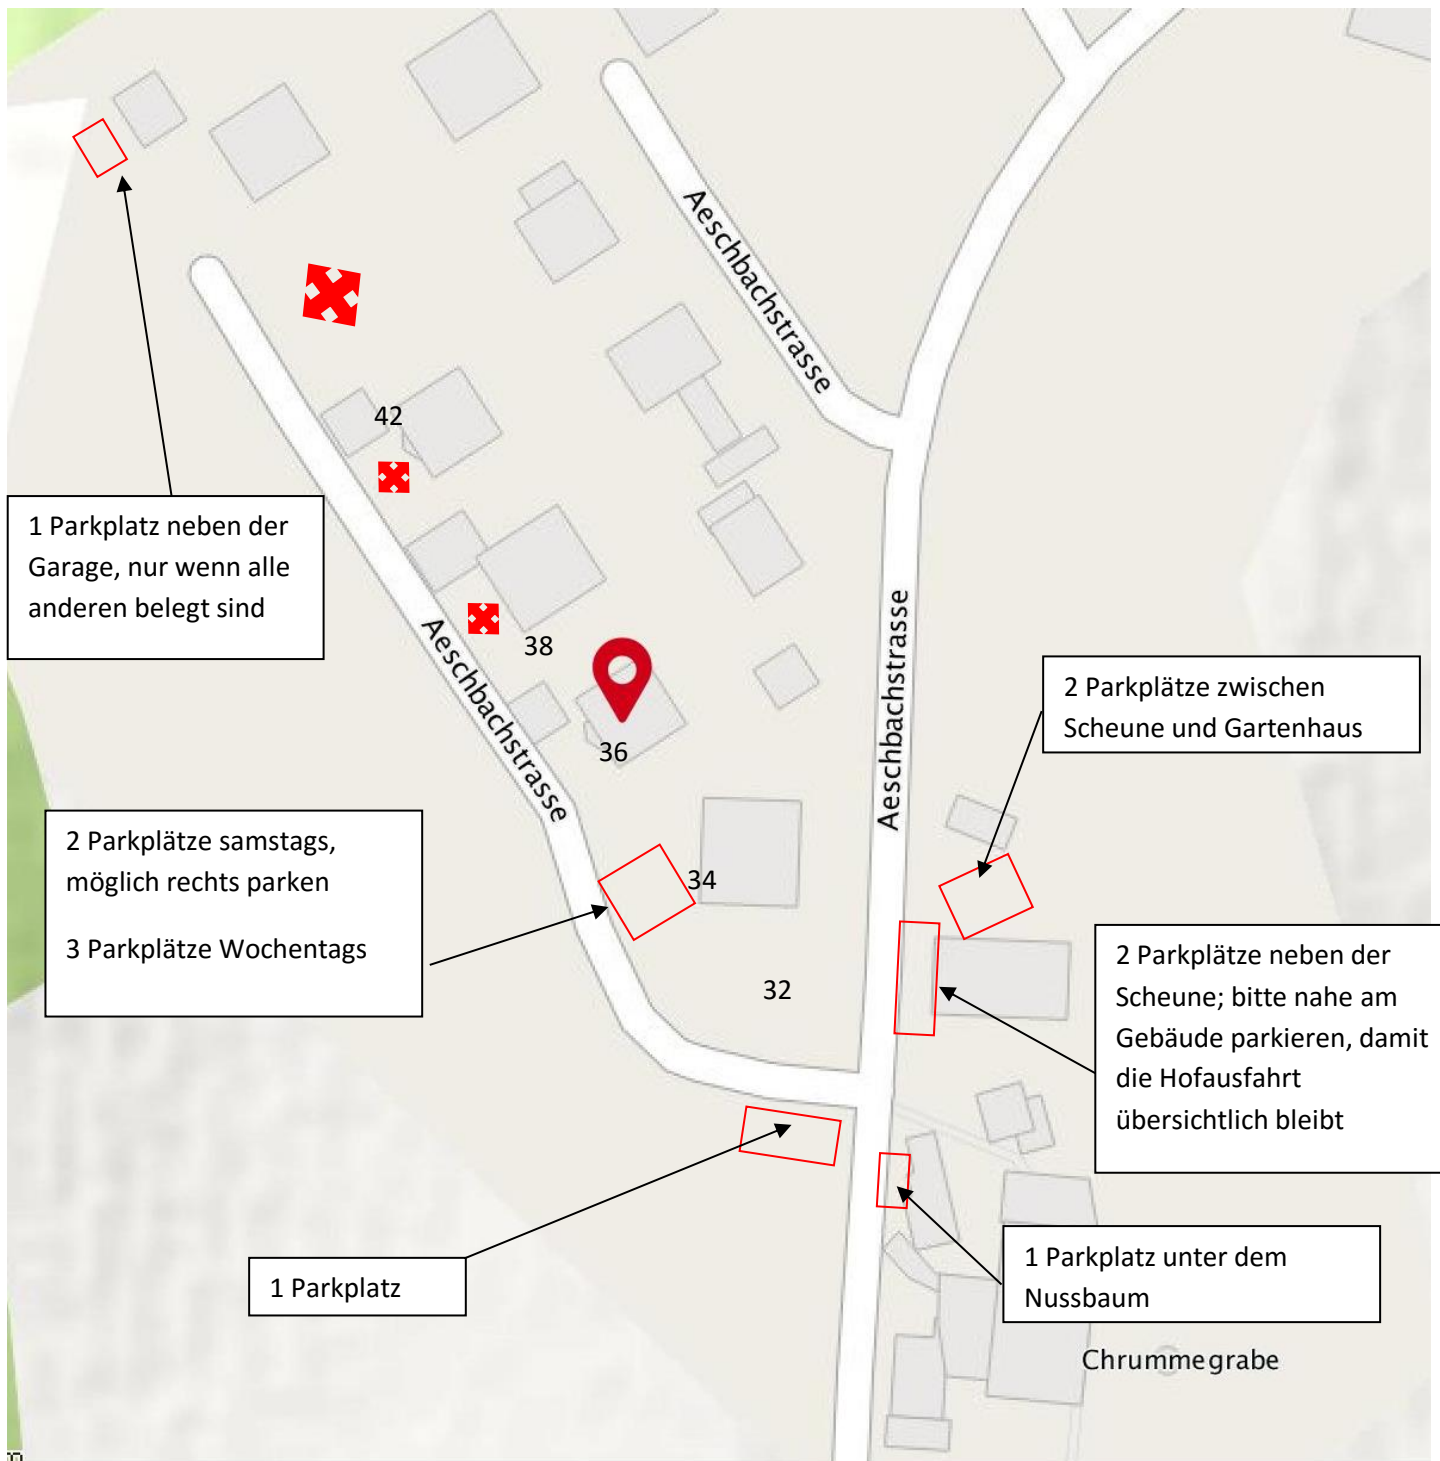 Aeschbachstrasse
42
1 Parkplatz neben der
Garage, nur wenn alle
anderen belegt sind
Aeschbachstrasse
38
36
Aeschbachstrasse
2 Parkplätze zwischen
Scheune und Gartenhaus
2 Parkplätze samstags,
möglich rechts parken
3 Parkplätze Wochentags
34
32
2 Parkplätze neben der
Scheune; bitte nahe am
Gebäude parkieren, damit
die Hofausfahrt
übersichtlich bleibt
1 Parkplatz
1 Parkplatz unter dem
Nussbaum
Chrummegrabe